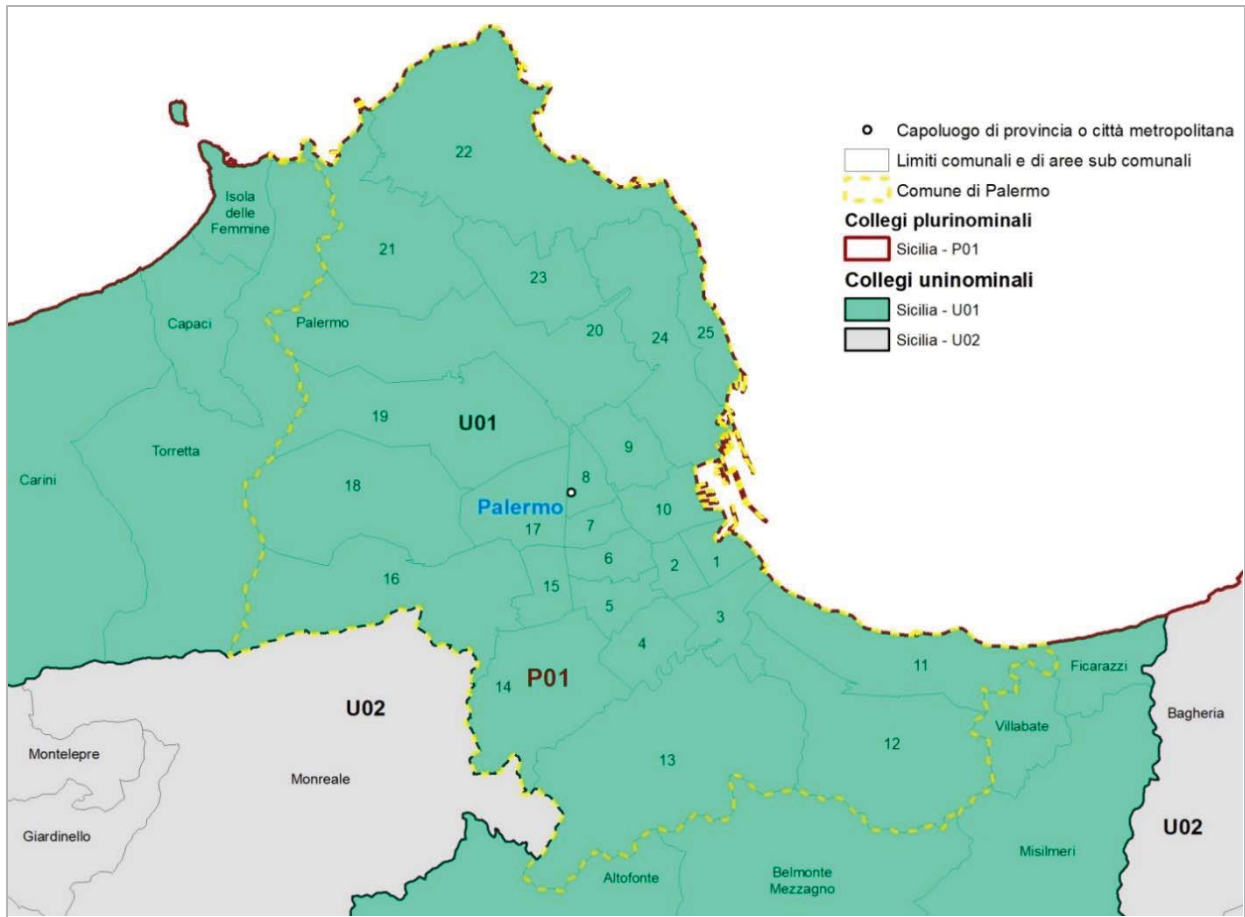 Capoluogo di provincia o città metropolitana
Limiti comunali e di aree sub comunali
Comune di Palermo
Collegi plurinominali
Sicilia - P01
Collegi uninominali
Sicilia - U01
Sicilia - U02
22
Isola
delle
Femmine
21
23
Capaci
Palermo
20
24
25
19
U01
9
Torretta
Carini
18
8
Palermo
10
17
7
6
2
1
16
15
5
3
4
11
Ficarazzi
14
P01
U02
Villabate
Bagheria
12
Montelepre
13
Monreale
U02
Giardinello
Misilmeri
Altofonte
Belmonte
Mezzagno